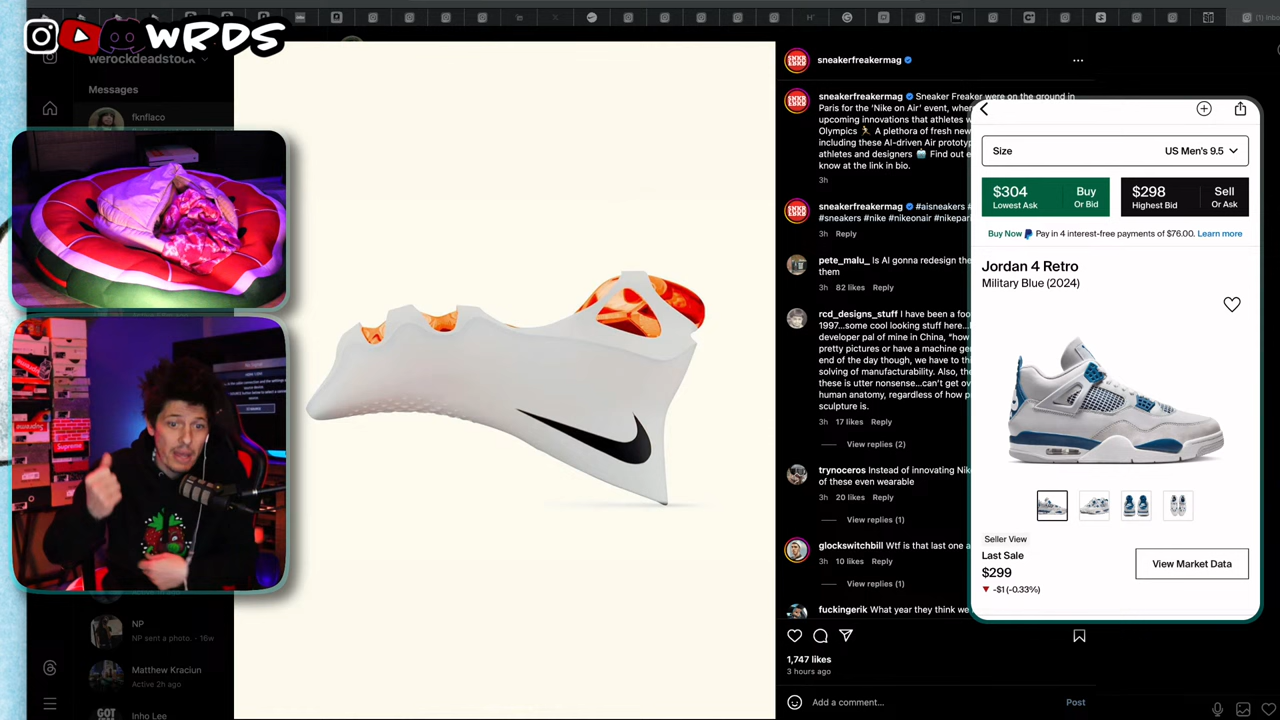 WRDS
werockdeadstock
Messages
fknflaco
NP
NP sent a photo. · 16w
Matthew Kraciun
Active 2h ago
Inho Lee
Supreme
sneakerfreakermag
sneakerfreakermag Sneaker Freaker were on the ground in
Paris for the 'Nike on Air' event, whe
upcoming innovations that athletes w
Olympics 🏃 A plethora of fresh new
including these AI-driven Air prototyp
athletes and designers 🤖 Find out e
know at the link in bio.
3h
sneakerfreakermag #aisneakers #
#sneakers #nike #nikeonair #nikepar
3h Reply
pete_malu_ Is AI gonna redesign the
them
3h 82 likes Reply
rcd_designs_stuff I have been a foo
1997...some cool looking stuff here...
developer pal of mine in China, "how
pretty pictures or have a machine ge
end of the day though, we have to th
solving of manufacturability. Also, the
these is utter nonsense...can't get ov
human anatomy, regardless of how p
sculpture is.
3h 17 likes Reply
View replies (2)
trynoceros Instead of innovating Nik
of these even wearable
3h 20 likes Reply
View replies (1)
glockswitchbill Wtf is that last one a
3h 10 likes Reply
View replies (1)
fuckingerik What year they think we
1,747 likes
3 hours ago
Add a comment...
Post
Size
US Men's 9.5
$304
Lowest Ask
Buy
Or Bid
$298
Highest Bid
Sell
Or Ask
Buy Now Pay in 4 interest-free payments of $76.00. Learn more
Jordan 4 Retro
Military Blue (2024)
Seller View
Last Sale
$299
▼ -$1 (-0.33%)
View Market Data